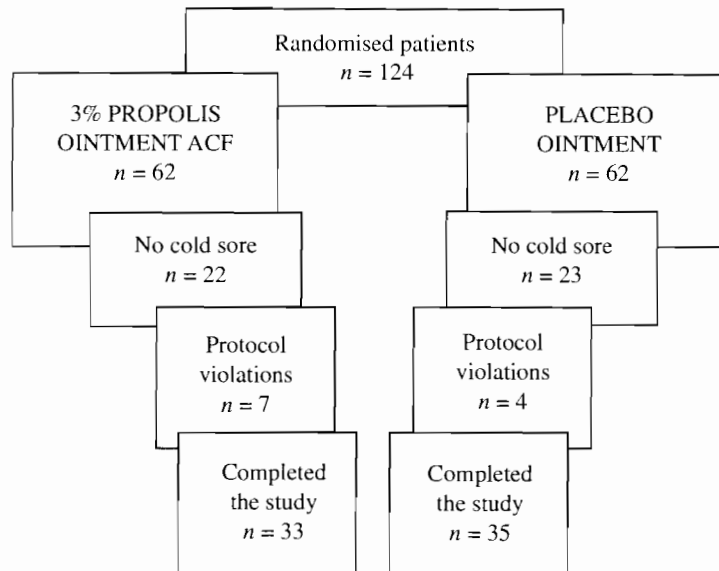 Randomised patients
n = 124
3% PROPOLIS
OINTMENT ACF
n = 62
PLACEBO
OINTMENT
n = 62
No cold sore
n = 22
No cold sore
n = 23
Protocol
violations
n = 7
Protocol
violations
n = 4
Completed
the study
n = 33
Completed
the study
n = 35